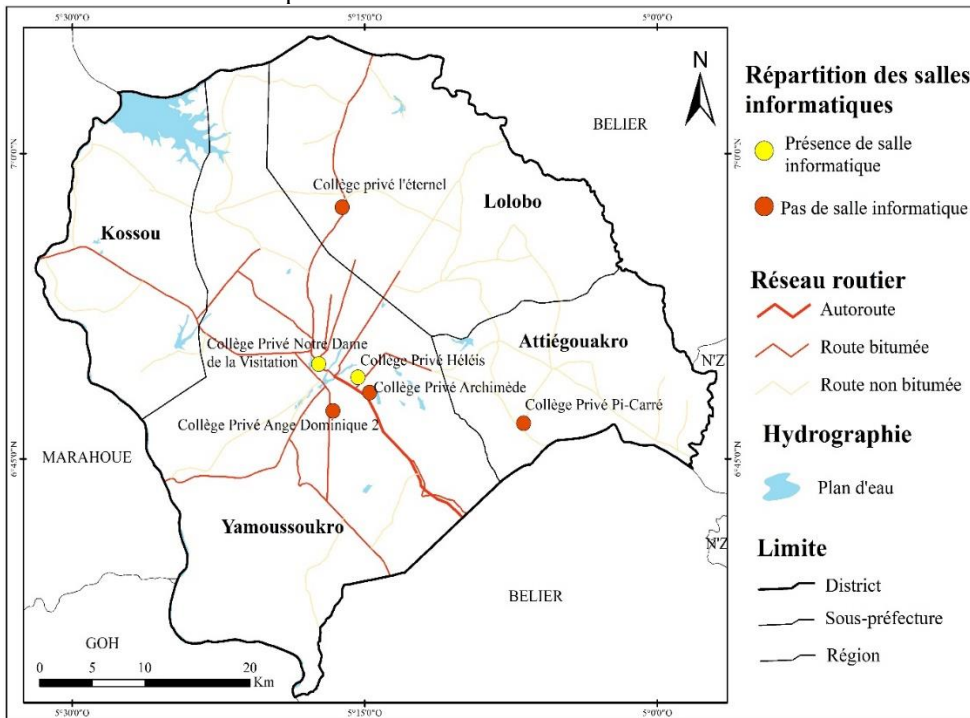 5°30'0"O 5°15'0"O 5°0'0"O
N
BELIER
7°0'0"N 7°0'0"N
Collège privé l'éternel
Lolobo
Kossou
Attiégouakro
N'Z
Collège Privé Notre Dame
de la Visitation
Collège Privé Héléis
Collège Privé Archimède
Collège Privé Pi-Carré
Collège Privé Ange Dominique 2
6°45'0"N 6°45'0"N
MARAHOUE
Yamoussoukro
N'Z
BELIER
GOH
0 5 10 20
Km
5°30'0"O 5°15'0"O 5°0'0"O
Répartition des salles
informatiques
Présence de salle
informatique
Pas de salle informatique
Réseau routier
Autoroute
Route bitumée
Route non bitumée
Hydrographie
Plan d'eau
Limite
District
Sous-préfecture
Région